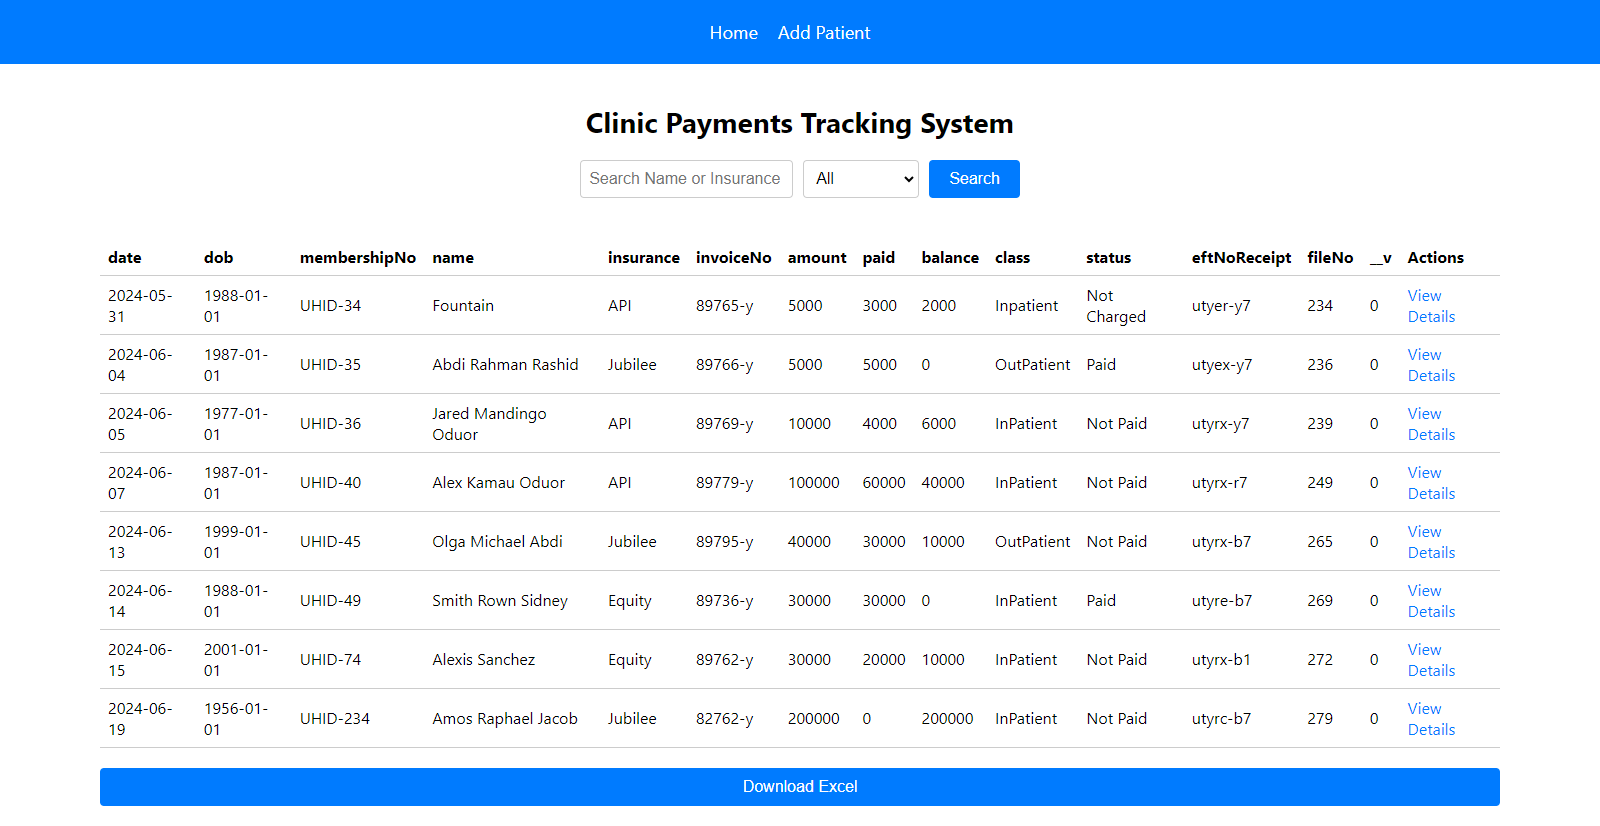 Home Add Patient
Clinic Payments Tracking System
Search Name or Insurance All Search
date dob membershipNo name insurance invoiceNo amount paid balance class status eftNoReceipt fileNo __v Actions
2024-05-31 1988-01-01 UHID-34 Fountain API 89765-y 5000 3000 2000 Inpatient Not Charged utyer-y7 234 0 View Details
2024-06-04 1987-01-01 UHID-35 Abdi Rahman Rashid Jubilee 89766-y 5000 5000 0 OutPatient Paid utyex-y7 236 0 View Details
2024-06-05 1977-01-01 UHID-36 Jared Mandingo Oduor API 89769-y 10000 4000 6000 InPatient Not Paid utyrx-y7 239 0 View Details
2024-06-07 1987-01-01 UHID-40 Alex Kamau Oduor API 89779-y 100000 60000 40000 InPatient Not Paid utyrx-r7 249 0 View Details
2024-06-13 1999-01-01 UHID-45 Olga Michael Abdi Jubilee 89795-y 40000 30000 10000 OutPatient Not Paid utyrx-b7 265 0 View Details
2024-06-14 1988-01-01 UHID-49 Smith Rown Sidney Equity 89736-y 30000 30000 0 InPatient Paid utyre-b7 269 0 View Details
2024-06-15 2001-01-01 UHID-74 Alexis Sanchez Equity 89762-y 30000 20000 10000 InPatient Not Paid utyrx-b1 272 0 View Details
2024-06-19 1956-01-01 UHID-234 Amos Raphael Jacob Jubilee 82762-y 200000 0 200000 InPatient Not Paid utyrc-b7 279 0 View Details
Download Excel